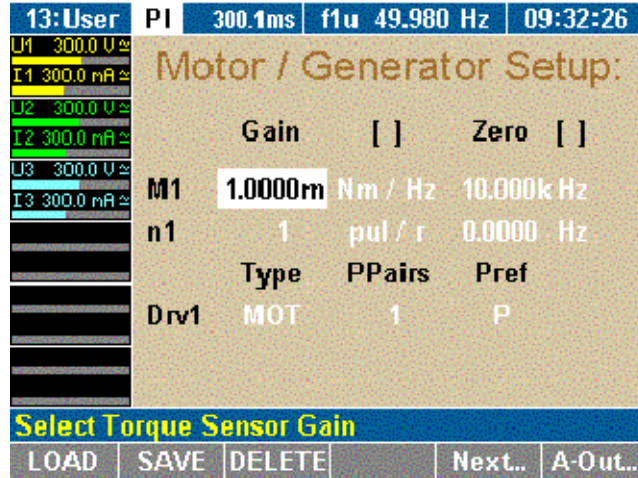 13:User PI 300.1ms f1u 49.980 Hz 09:32:26
U1 300.0 V ≃
I1 300.0 mA ≃
U2 300.0 V ≃
I2 300.0 mA ≃
U3 300.0 V ≃
I3 300.0 mA ≃
Motor / Generator Setup:
Gain [ ] Zero [ ]
M1 1.0000m Nm / Hz 10.000k Hz
n1 1 pul / r 0.0000 Hz
Type PPairs Pref
Drv1 MOT 1 P
Select Torque Sensor Gain
LOAD SAVE DELETE Next... A-Out...